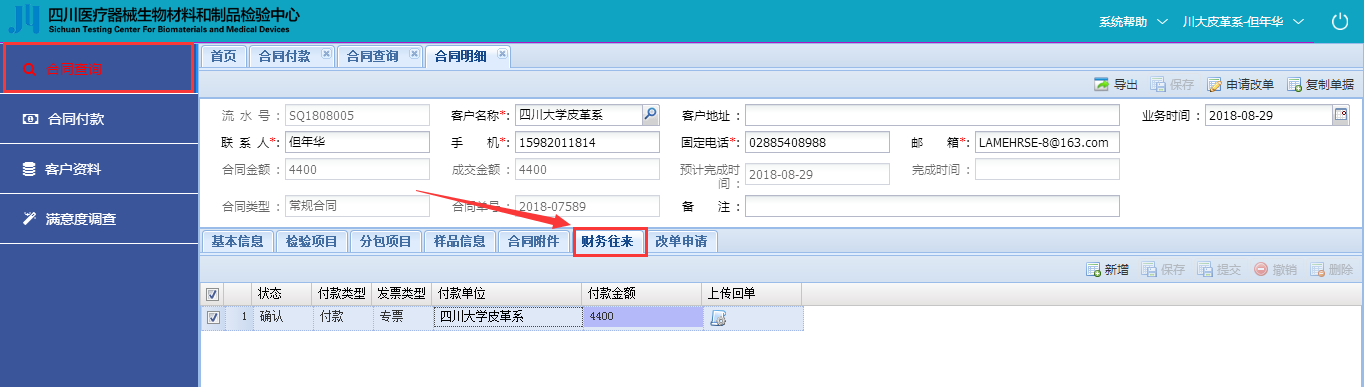 四川医疗器械生物材料和制品检验中心
Sichuan Testing Center For Biomaterials and Medical Devices
系统帮助 川大皮革系-但年华
合同查询
合同付款
客户资料
满意度调查
首页 合同付款 合同查询 合同明细
导出 保存 申请改单 复制单据
流 水 号 : SQ1808005 客户名称*: 四川大学皮革系 客户地址 : 业务时间 : 2018-08-29
联 系 人*: 但年华 手 机*: 15982011814 固定电话*: 02885408988 邮 箱*: LAMEHRSE-8@163.com
合同金额 : 4400 成交金额 : 4400 预计完成时间 : 2018-08-29 完成时间 :
合同类型 : 常规合同 合同单号 : 2018-07589 备 注 :
基本信息 检验项目 分包项目 样品信息 合同附件 财务往来 改单申请
新增 保存 提交 撤销 删除
状态 付款类型 发票类型 付款单位 付款金额 上传回单
1 确认 付款 专票 四川大学皮革系 4400